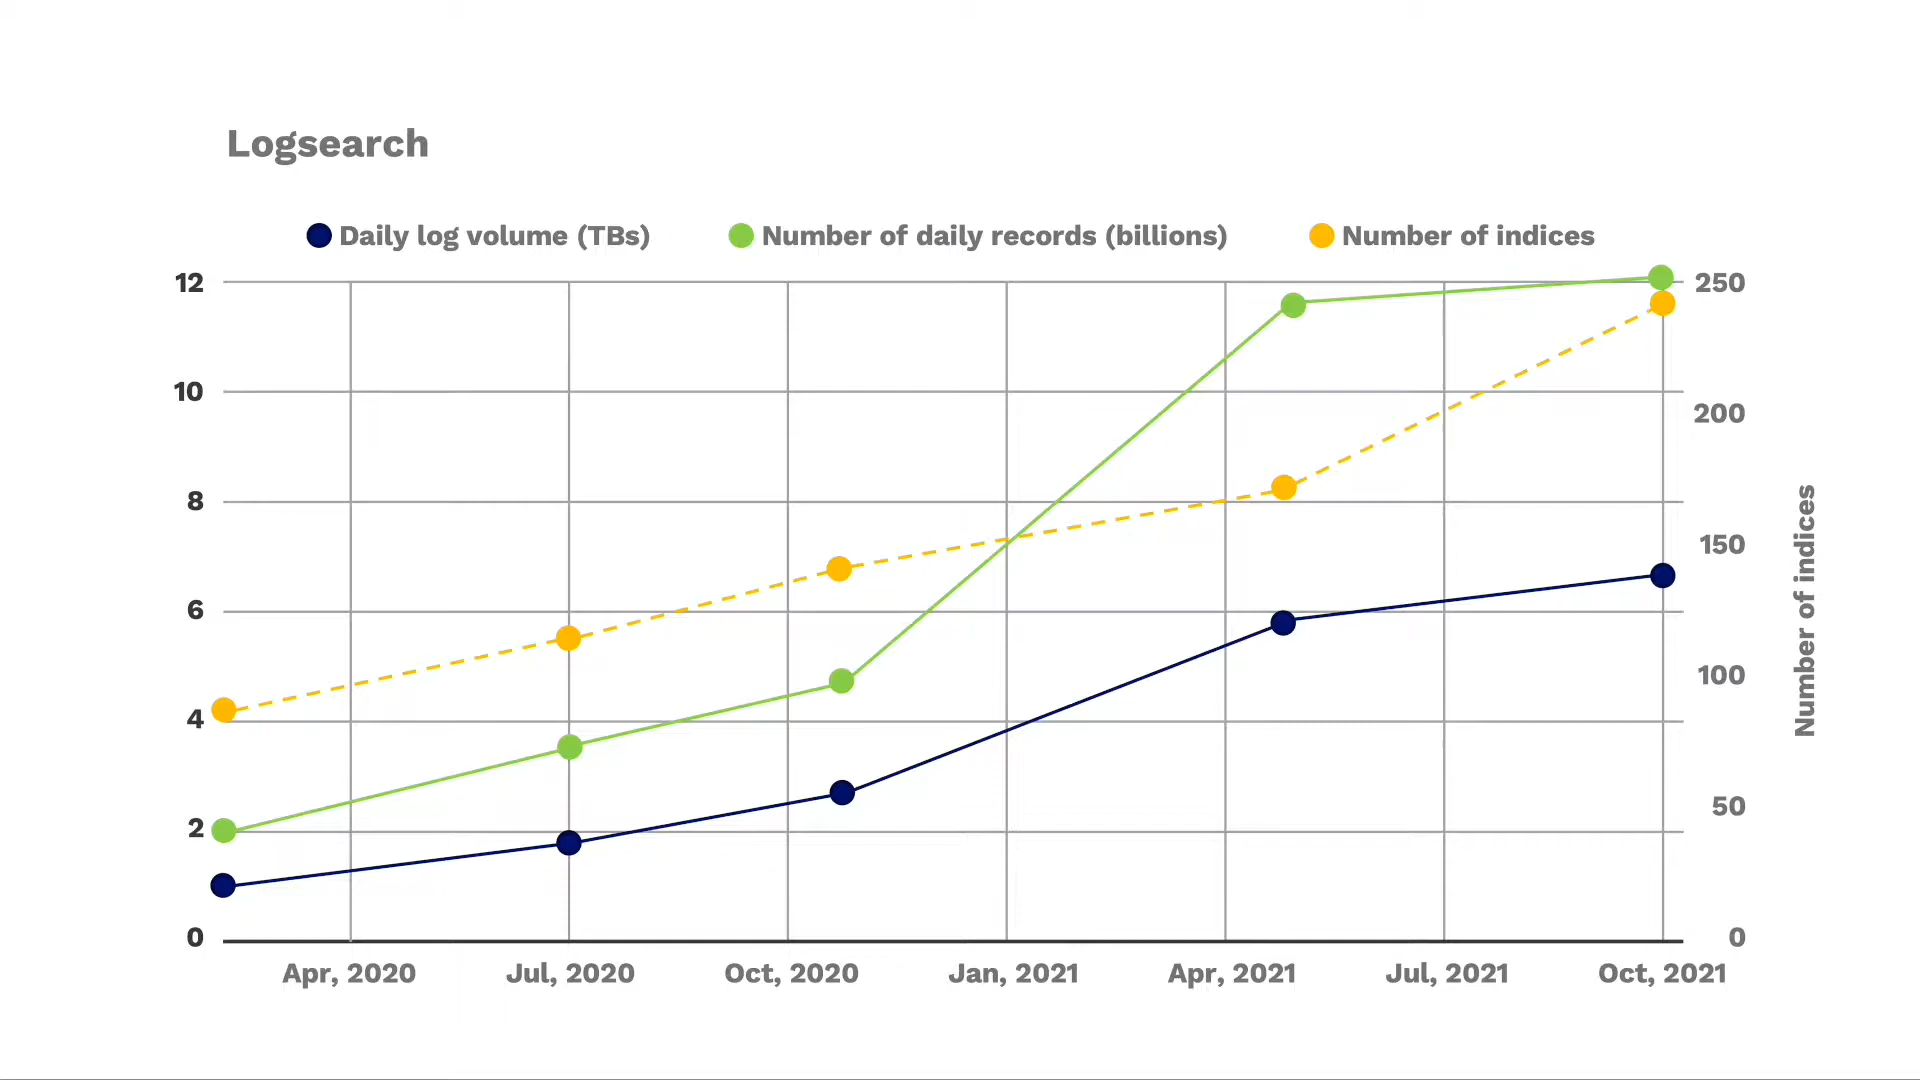 Logsearch
Daily log volume (TBs) Number of daily records (billions) Number of indices
12 250
10
200
8
150
6
100
4
50
2
0 0
Number of indices
Apr, 2020 Jul, 2020 Oct, 2020 Jan, 2021 Apr, 2021 Jul, 2021 Oct, 2021